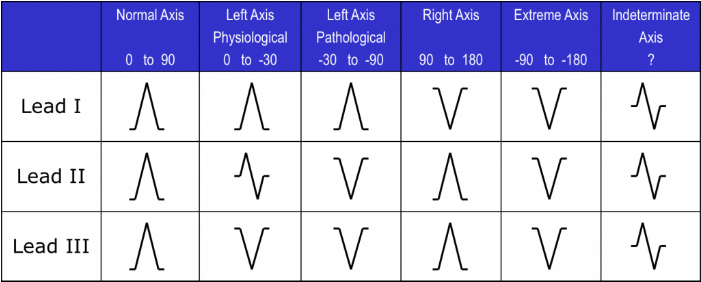 Normal Axis
0 to 90
Left Axis
Physiological
0 to -30
Left Axis
Pathological
-30 to -90
Right Axis
90 to 180
Extreme Axis
-90 to -180
Indeterminate
Axis
?
Lead I
Lead II
Lead III